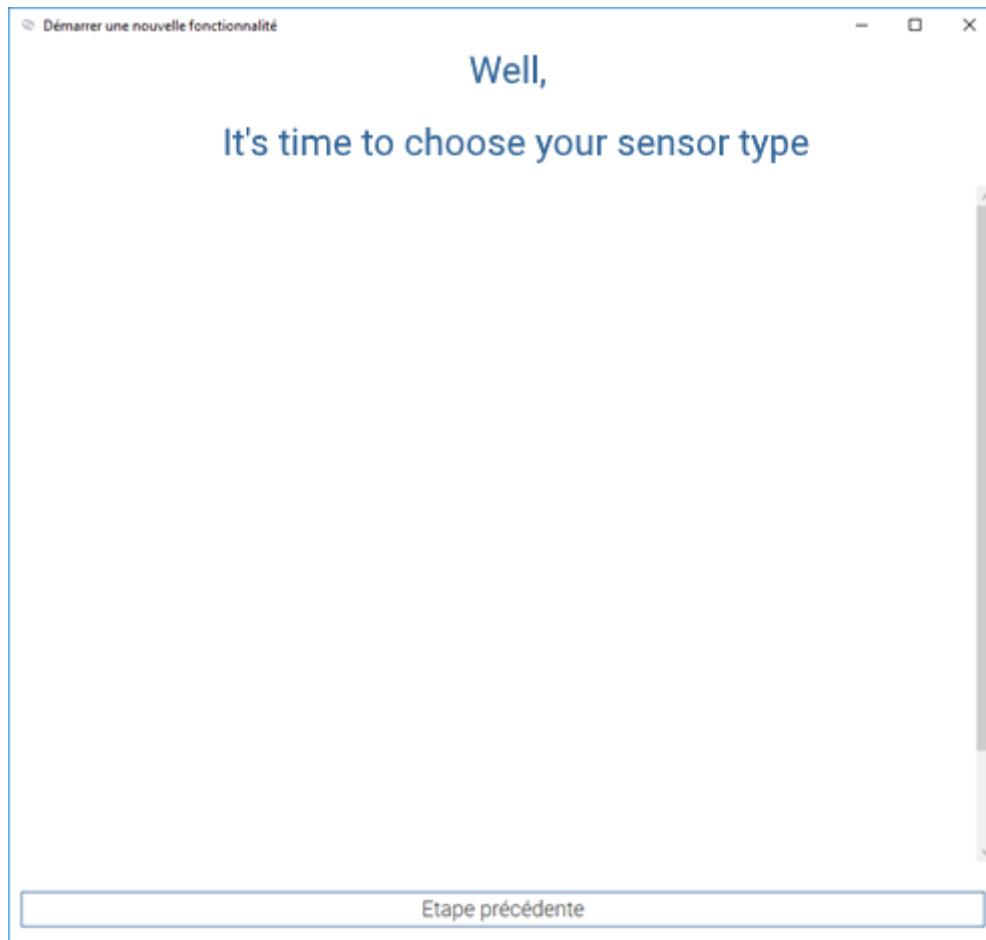 Démarrer une nouvelle fonctionnalité
Well,
It's time to choose your sensor type
Etape précédente